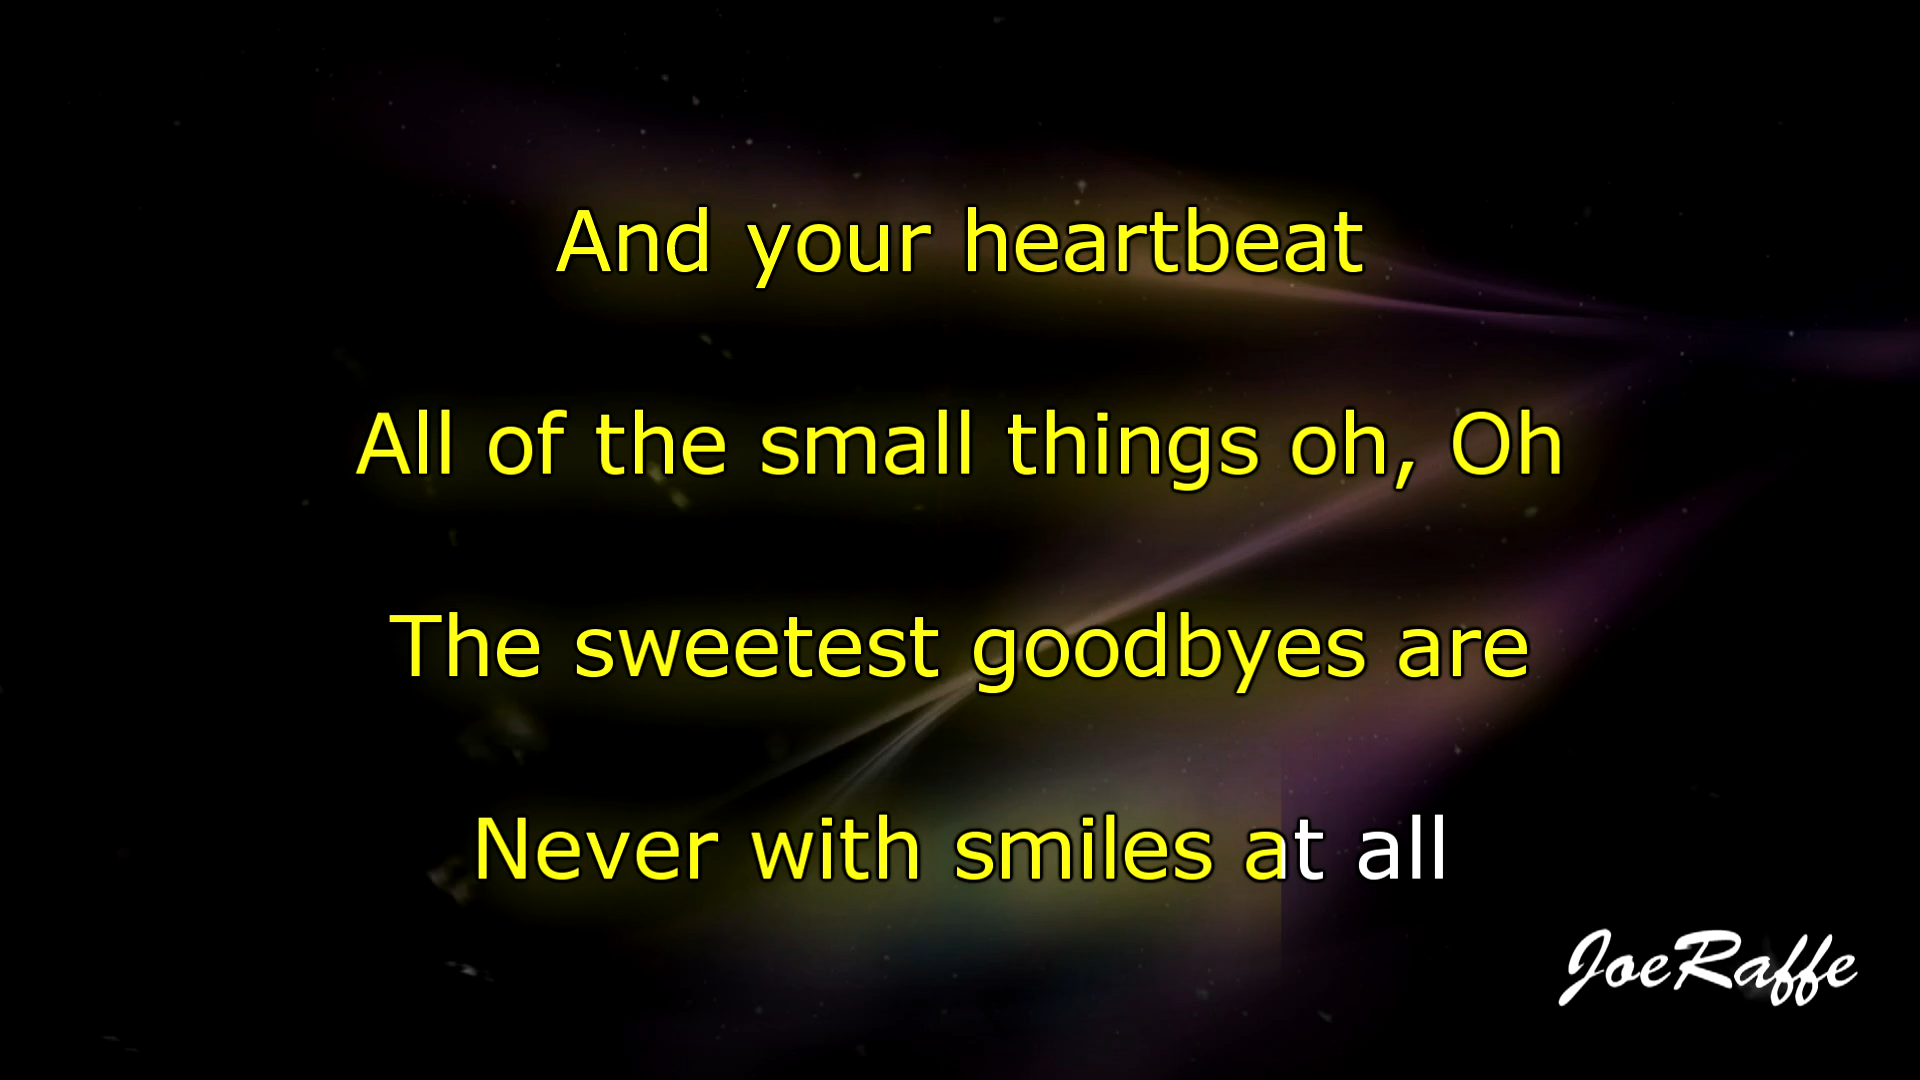 And your heartbeat
All of the small things oh, Oh
The sweetest goodbyes are
Never with smiles at all
JoeRaffe